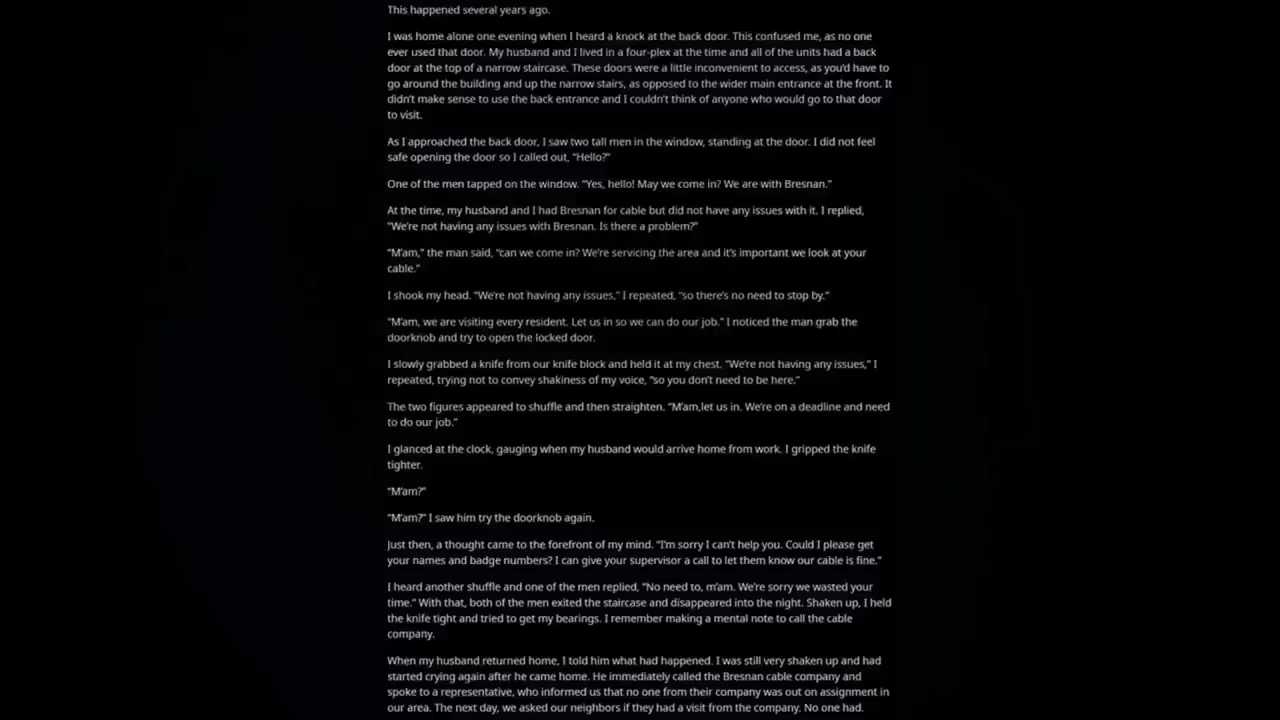 This happened several years ago.
I was home alone one evening when I heard a knock at the back door. This confused me, as no one
ever used that door. My husband and I lived in a four-plex at the time and all of the units had a back
door at the top of a narrow staircase. These doors were a little inconvenient to access, as you'd have to
go around the building and up the narrow stairs, as opposed to the wider main entrance at the front. It
didn't make sense to use the back entrance and I couldn't think of anyone who would go to that door
to visit.
As I approached the back door, I saw two tall men in the window, standing at the door. I did not feel
safe opening the door so I called out, “Hello?”
One of the men tapped on the window. “Yes, hello! May we come in? We are with Bresnan.”
At the time, my husband and I had Bresnan for cable but did not have any issues with it. I replied,
“We're not having any issues with Bresnan. Is there a problem?”
“M'am,” the man said, “can we come in? We're servicing the area and it's important we look at your
cable.”
I shook my head. “We're not having any issues,” I repeated, “so there's no need to stop by.”
“M'am, we are visiting every resident. Let us in so we can do our job.” I noticed the man grab the
doorknob and try to open the locked door.
I slowly grabbed a knife from our knife block and held it at my chest. “We're not having any issues,” I
repeated, trying not to convey shakiness of my voice, “so you don't need to be here.”
The two figures appeared to shuffle and then straighten. “M'am,let us in. We're on a deadline and need
to do our job.”
I glanced at the clock, gauging when my husband would arrive home from work. I gripped the knife
tighter.
“M'am?”
“M'am?” I saw him try the doorknob again.
Just then, a thought came to the forefront of my mind. “I'm sorry I can't help you. Could I please get
your names and badge numbers? I can give your supervisor a call to let them know our cable is fine.”
I heard another shuffle and one of the men replied, “No need to, m'am. We're sorry we wasted your
time.” With that, both of the men exited the staircase and disappeared into the night. Shaken up, I held
the knife tight and tried to get my bearings. I remember making a mental note to call the cable
company.
When my husband returned home, I told him what had happened. I was still very shaken up and had
started crying again after he came home. He immediately called the Bresnan cable company and
spoke to a representative, who informed us that no one from their company was out on assignment in
our area. The next day, we asked our neighbors if they had a visit from the company. No one had.